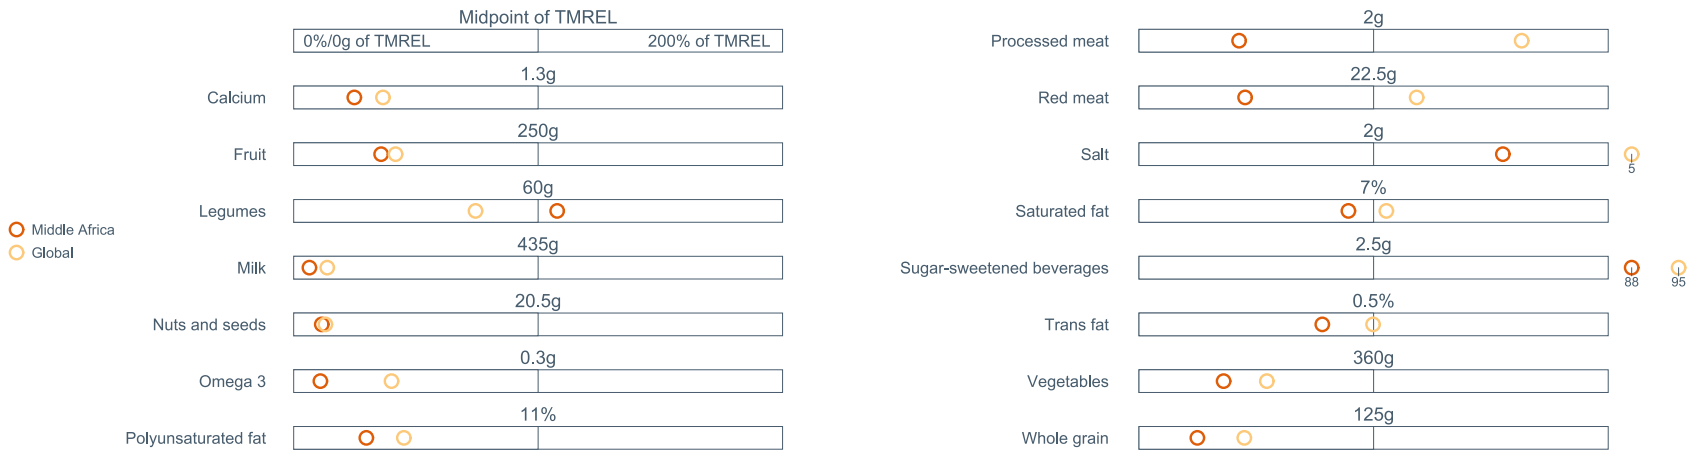 Midpoint of TMREL
0%/0g of TMREL 200% of TMREL
1.3g
Calcium
250g
Fruit
60g
Legumes
435g
Milk
20.5g
Nuts and seeds
0.3g
Omega 3
11%
Polyunsaturated fat
Middle Africa
Global
2g
Processed meat
22.5g
Red meat
2g
Salt
5
7%
Saturated fat
2.5g
Sugar-sweetened beverages
88 95
0.5%
Trans fat
360g
Vegetables
125g
Whole grain